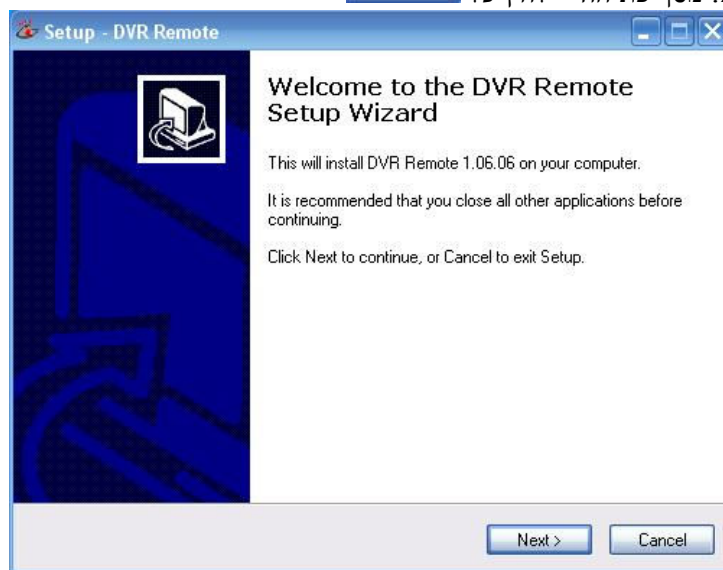 Setup - DVR Remote
Welcome to the DVR Remote
Setup Wizard
This will install DVR Remote 1.06.06 on your computer.
It is recommended that you close all other applications before
continuing.
Click Next to continue, or Cancel to exit Setup.
Next >
Cancel